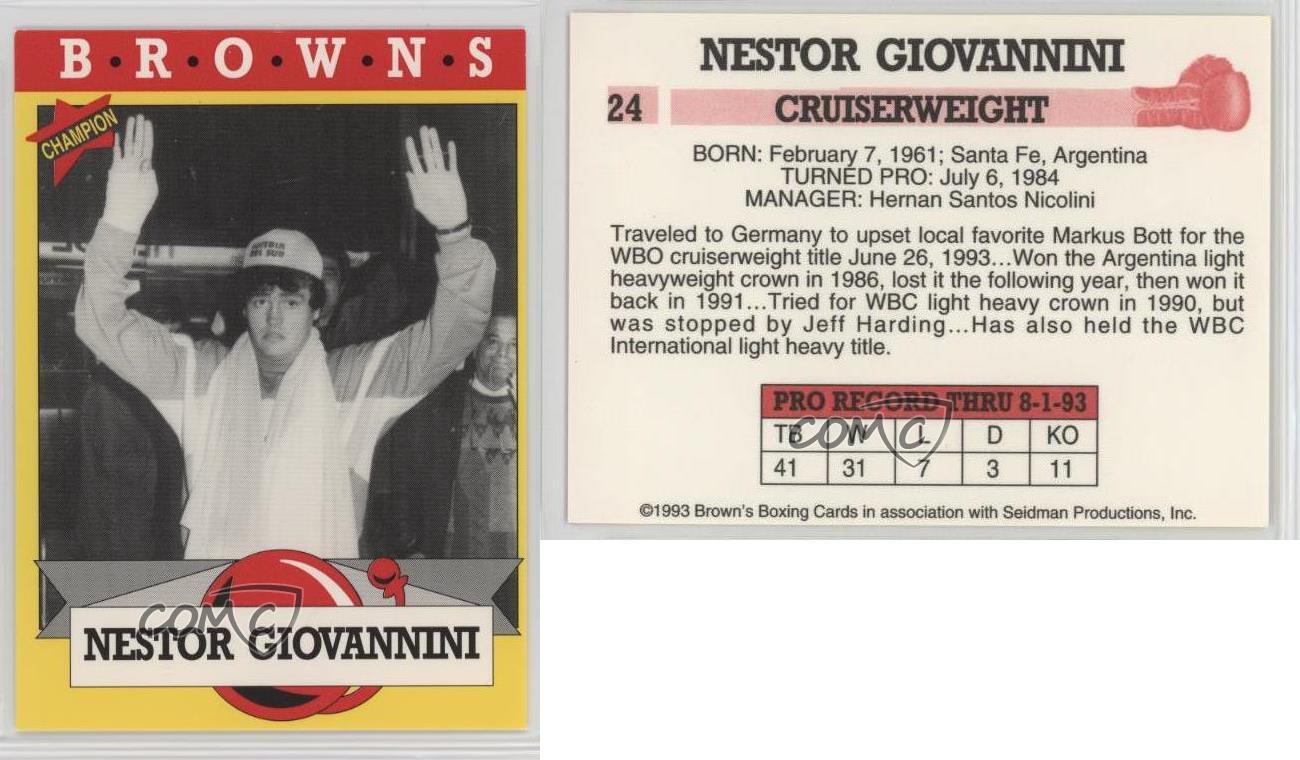 B·R·O·W·N·S
CHAMPION
DEL SUD
COMC
NESTOR GIOVANNINI
NESTOR GIOVANNINI
24 CRUISERWEIGHT
BORN: February 7, 1961; Santa Fe, Argentina
TURNED PRO: July 6, 1984
MANAGER: Hernan Santos Nicolini
Traveled to Germany to upset local favorite Markus Bott for the
WBO cruiserweight title June 26, 1993...Won the Argentina light
heavyweight crown in 1986, lost it the following year, then won it
back in 1991...Tried for WBC light heavy crown in 1990, but
was stopped by Jeff Harding...Has also held the WBC
International light heavy title.
PRO RECORD THRU 8-1-93
TB W L D KO
COMC
41 31 7 3 11
©1993 Brown's Boxing Cards in association with Seidman Productions, Inc.